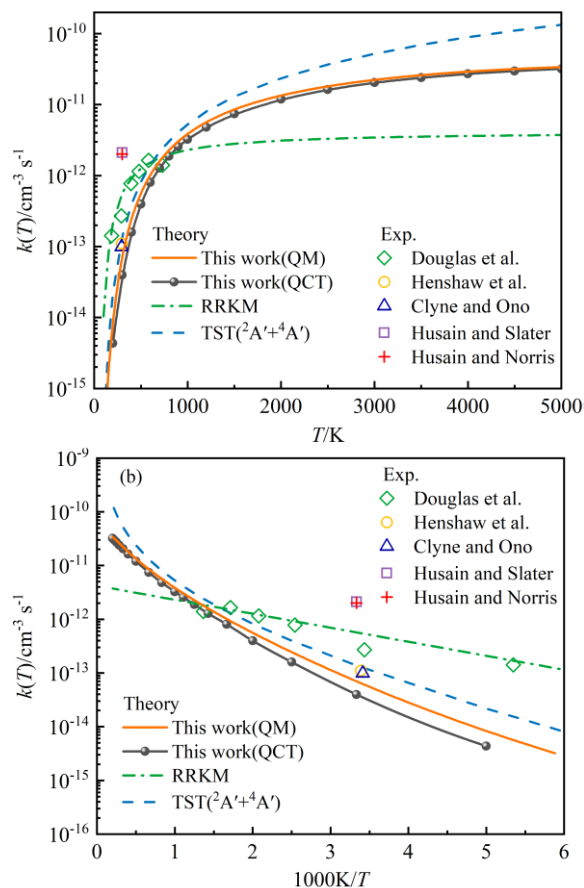 10⁻¹⁰
10⁻¹¹
10⁻¹²
10⁻¹³
10⁻¹⁴
10⁻¹⁵
k(T)/cm⁻³ s⁻¹
Theory
This work(QM)
This work(QCT)
RRKM
TST(²A′+⁴A′)
Exp.
Douglas et al.
Henshaw et al.
Clyne and Ono
Husain and Slater
Husain and Norris
0 1000 2000 3000 4000 5000
T/K
(b)
10⁻⁹
10⁻¹⁰
10⁻¹¹
10⁻¹²
10⁻¹³
10⁻¹⁴
10⁻¹⁵
10⁻¹⁶
k(T)/cm⁻³ s⁻¹
Exp.
Douglas et al.
Henshaw et al.
Clyne and Ono
Husain and Slater
Husain and Norris
Theory
This work(QM)
This work(QCT)
RRKM
TST(²A′+⁴A′)
0 1 2 3 4 5 6
1000K/T